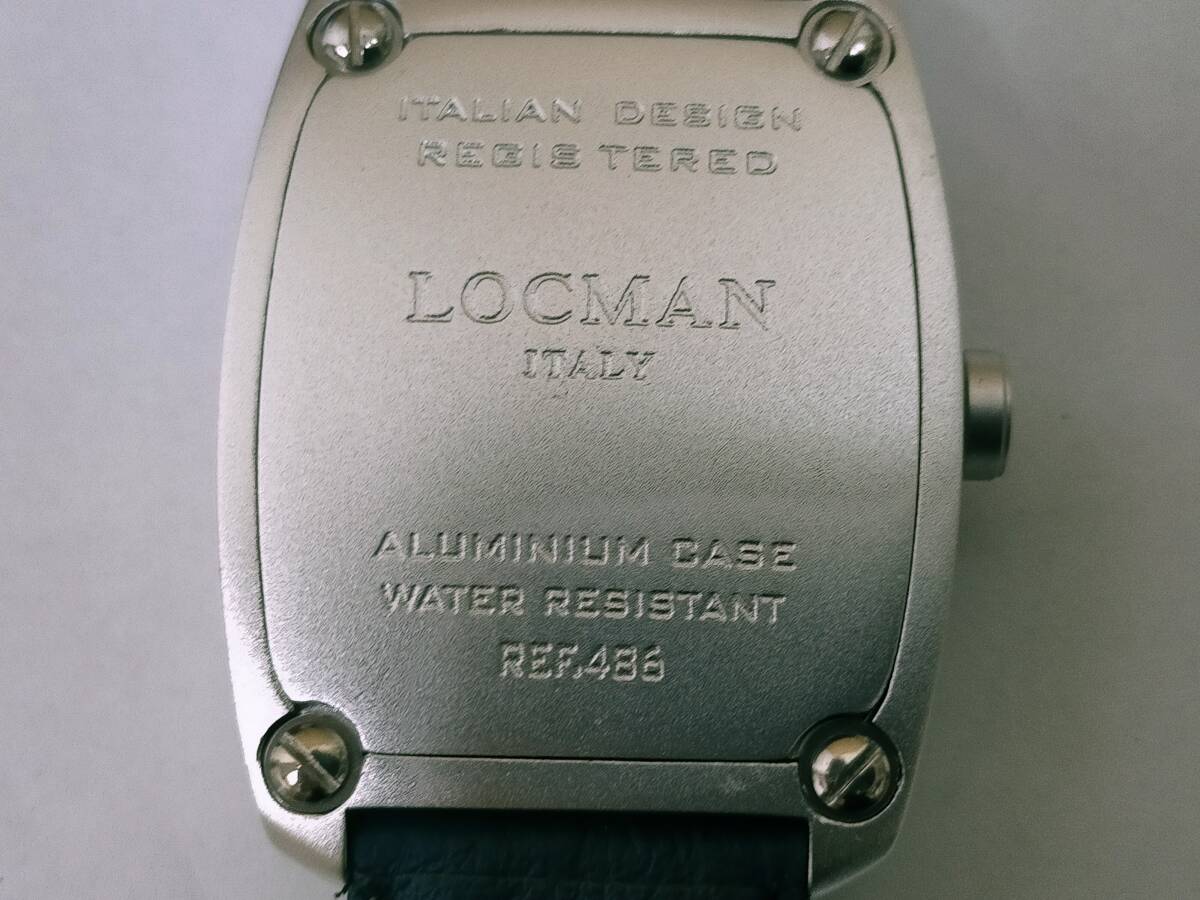 ITALIAN DESIGN
REGISTERED
LOCMAN
ITALY
ALUMINIUM CASE
WATER RESISTANT
REF.486